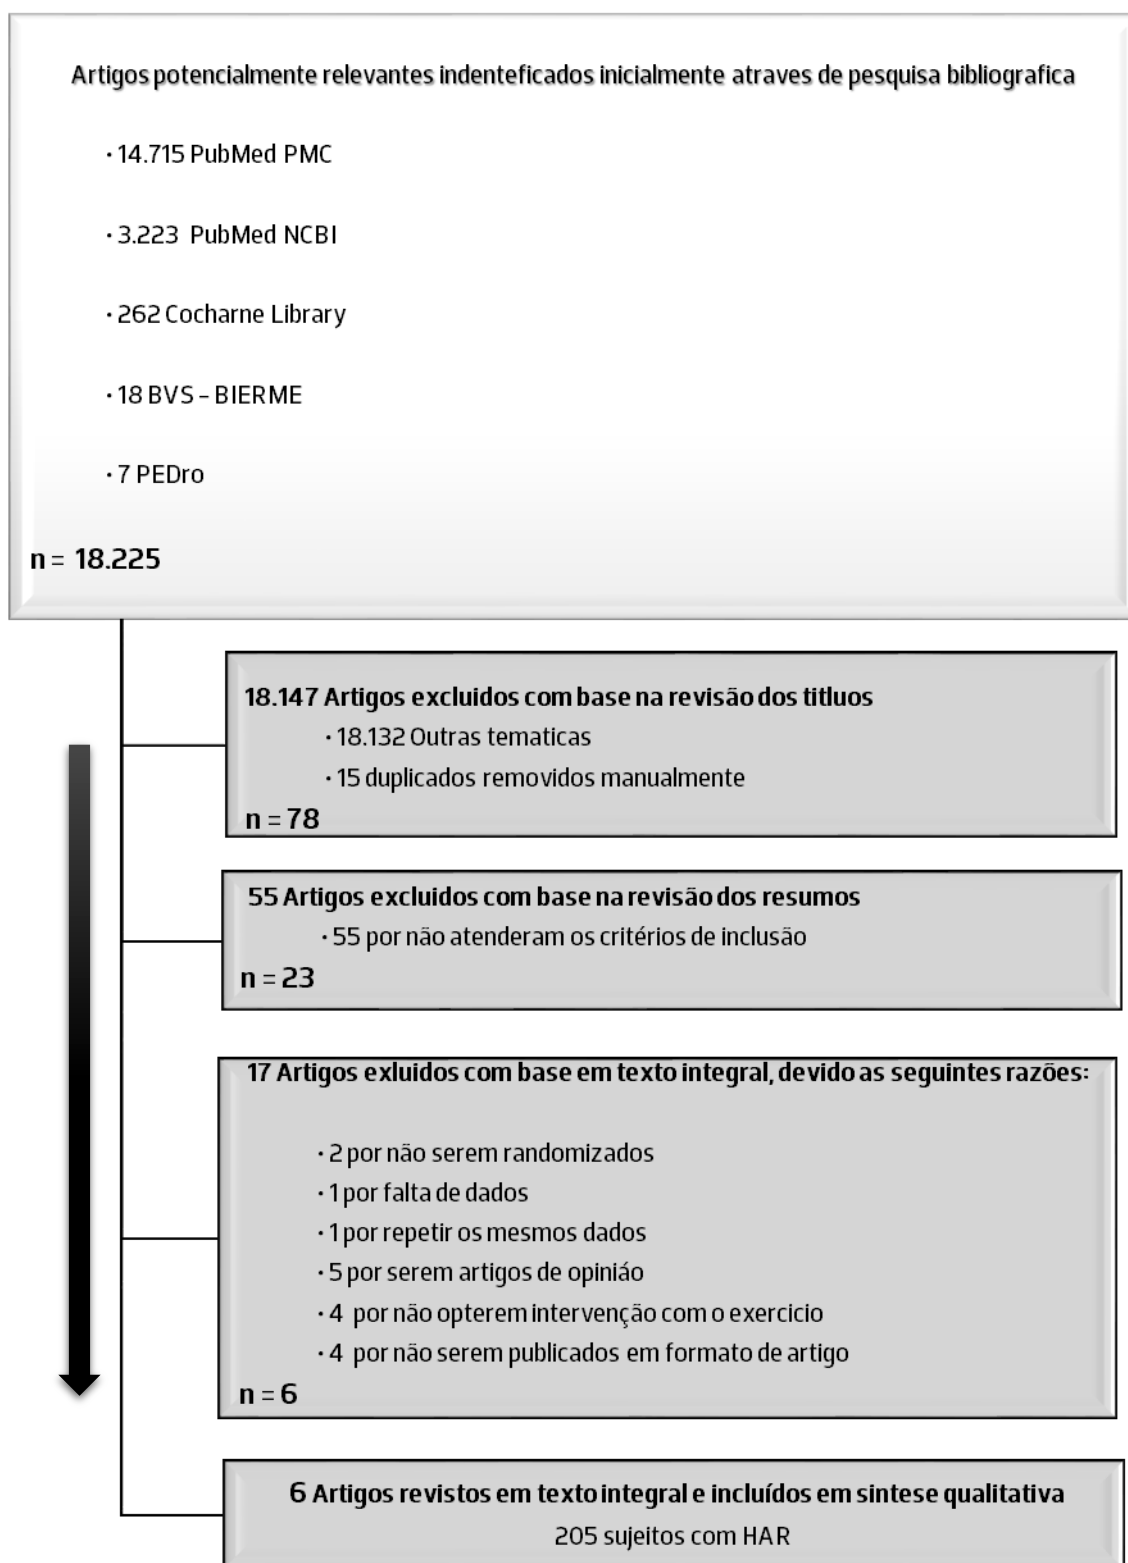 Artigos potencialmente relevantes indenteficados inicialmente atraves de pesquisa bibliografica
· 14.715 PubMed PMC
· 3.223 PubMed NCBI
· 262 Cocharne Library
· 18 BVS – BIERME
· 7 PEDro
n = 18.225
18.147 Artigos excluidos com base na revisão dos titluos
· 18.132 Outras tematicas
· 15 duplicados removidos manualmente
n = 78
55 Artigos excluidos com base na revisão dos resumos
· 55 por não atenderam os critérios de inclusão
n = 23
17 Artigos exluidos com base em texto integral, devido as seguintes razões:
· 2 por não serem randomizados
· 1 por falta de dados
· 1 por repetir os mesmos dados
· 5 por serem artigos de opiniáo
· 4 por não opterem intervenção com o exercicio
· 4 por não serem publicados em formato de artigo
n = 6
6 Artigos revistos em texto integral e incluídos em sintese qualitativa
205 sujeitos com HAR